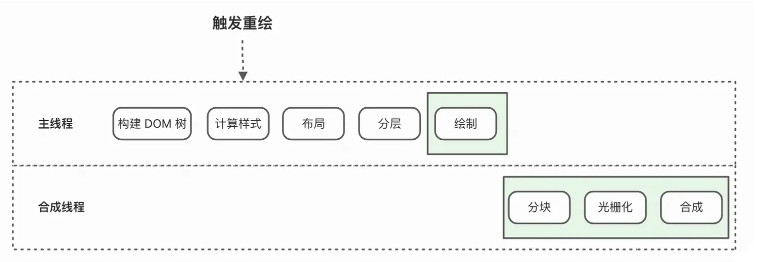 触发重绘
主线程
构建 DOM 树
计算样式
布局
分层
绘制
合成线程
分块
光栅化
合成